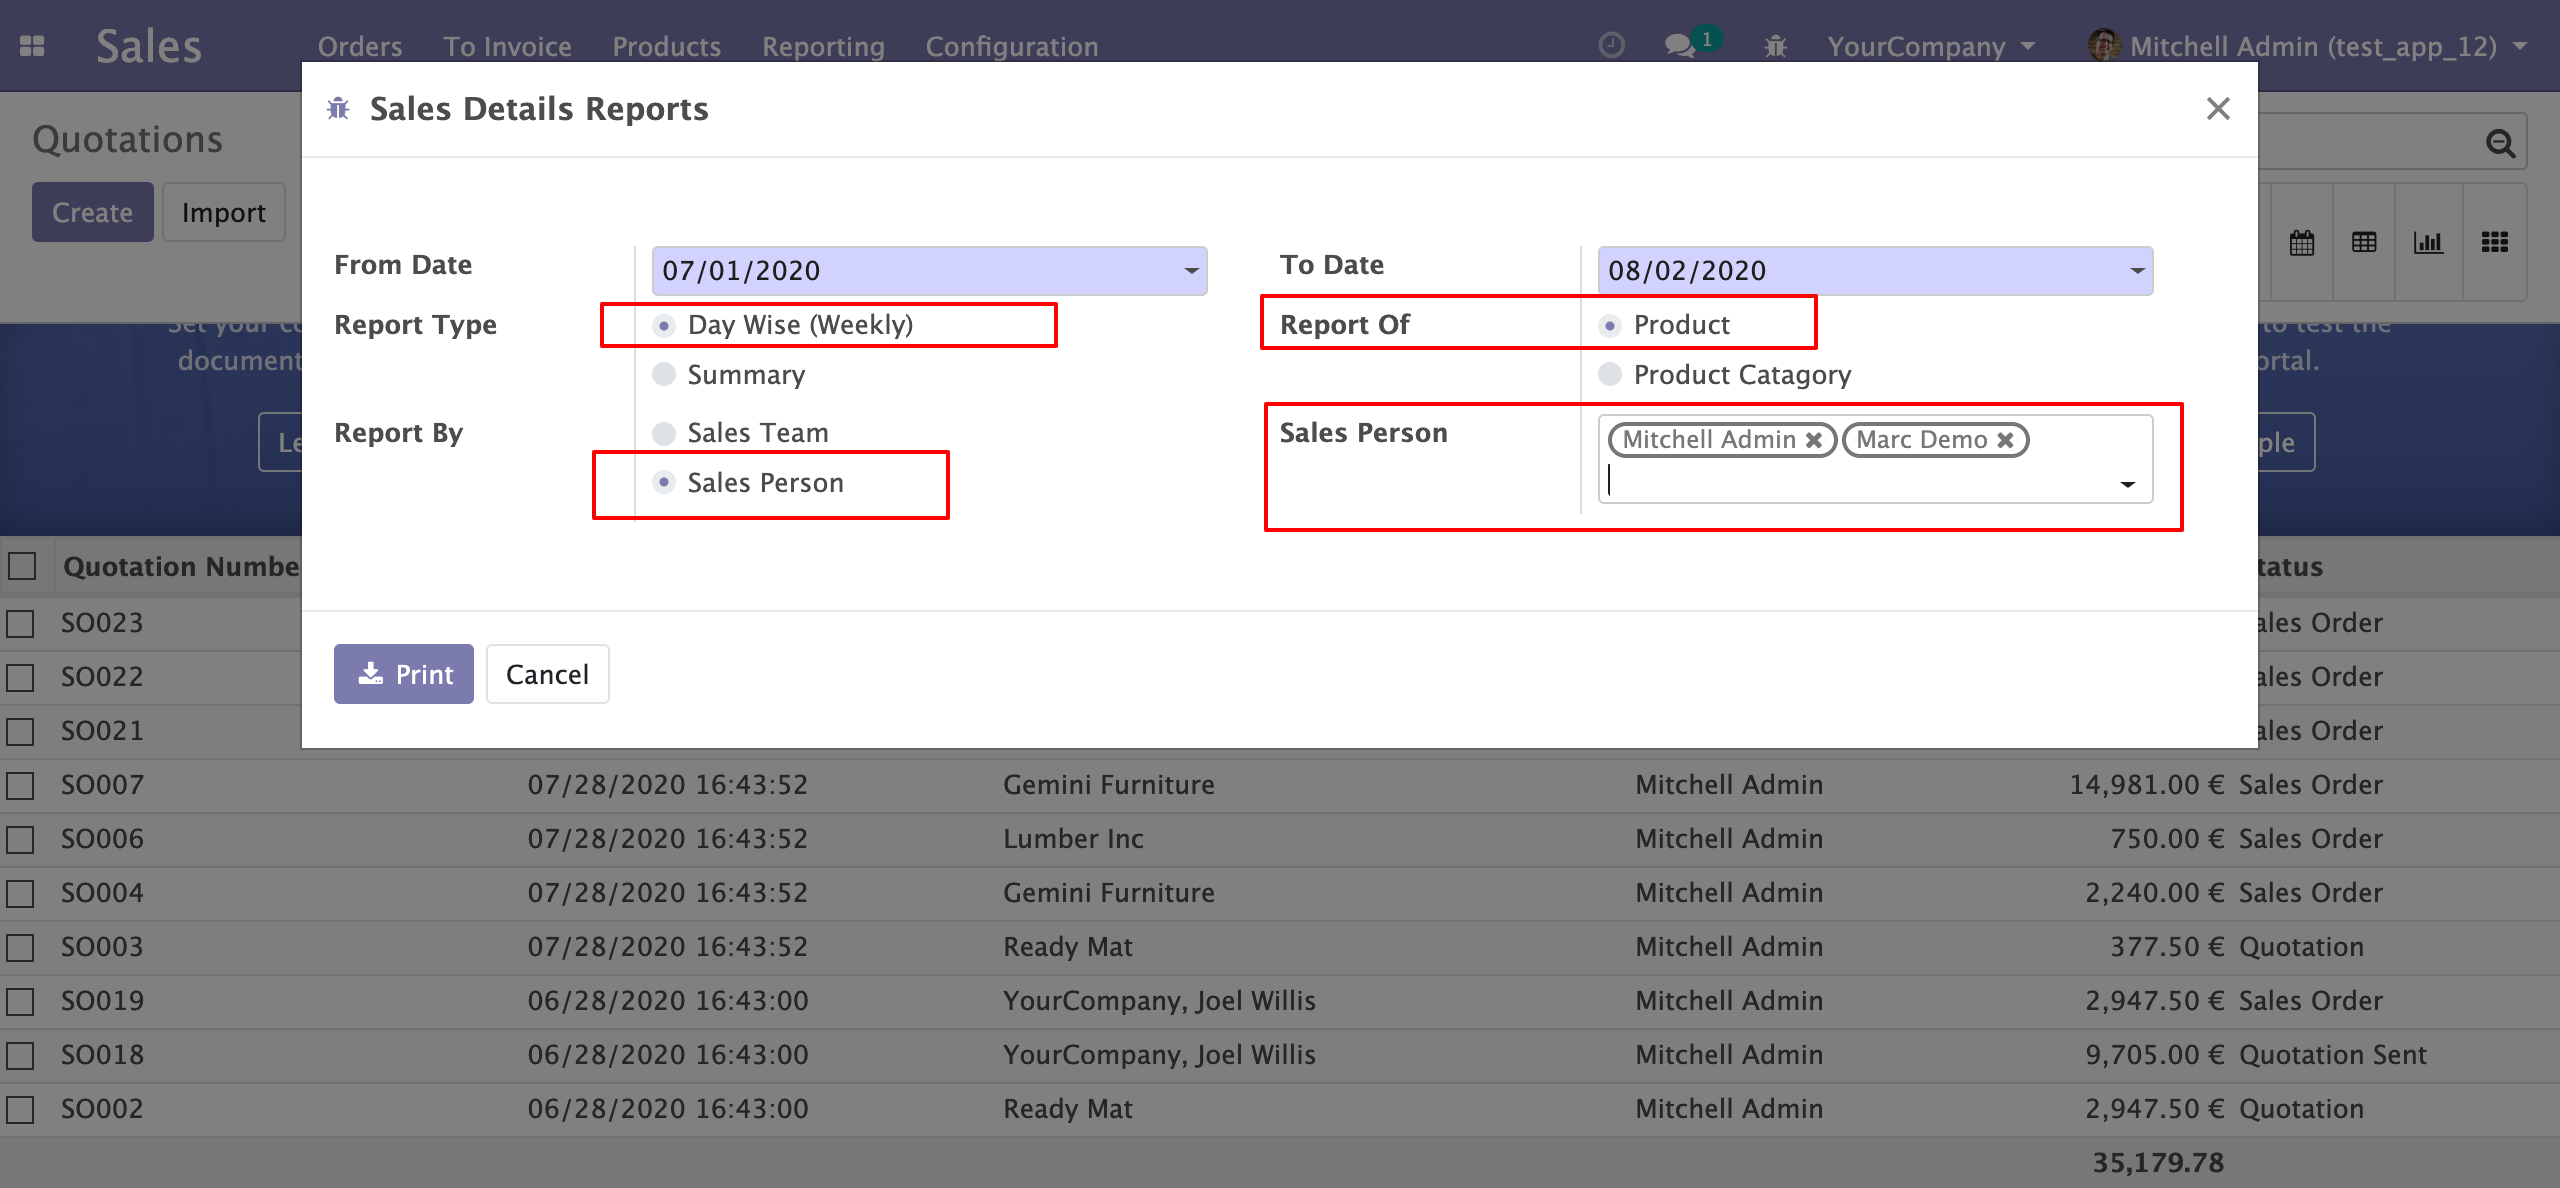 Sales Orders To Invoice Products Reporting Configuration 1 YourCompany Mitchell Admin (test_app_12)
Sales Details Reports
Quotations
Create Import
From Date 07/01/2020 To Date 08/02/2020
Report Type Day Wise (Weekly) Report Of Product
Summary Product Catagory
Report By Sales Team Sales Person Mitchell Admin Marc Demo
Sales Person
Set your to test the
document ortal.
Le ple
Print Cancel
Quotation Numbe tatus
SO023 ales Order
SO022 ales Order
SO021 ales Order
SO007 07/28/2020 16:43:52 Gemini Furniture Mitchell Admin 14,981.00 € Sales Order
SO006 07/28/2020 16:43:52 Lumber Inc Mitchell Admin 750.00 € Sales Order
SO004 07/28/2020 16:43:52 Gemini Furniture Mitchell Admin 2,240.00 € Sales Order
SO003 07/28/2020 16:43:52 Ready Mat Mitchell Admin 377.50 € Quotation
SO019 06/28/2020 16:43:00 YourCompany, Joel Willis Mitchell Admin 2,947.50 € Sales Order
SO018 06/28/2020 16:43:00 YourCompany, Joel Willis Mitchell Admin 9,705.00 € Quotation Sent
SO002 06/28/2020 16:43:00 Ready Mat Mitchell Admin 2,947.50 € Quotation
35,179.78